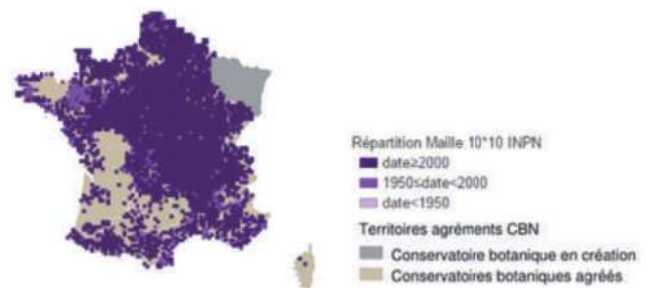 Répartition Maille 10*10 INPN
date≥2000
1950≤date<2000
date<1950
Territoires agréments CBN
Conservatoire botanique en création
Conservatoires botaniques agréés